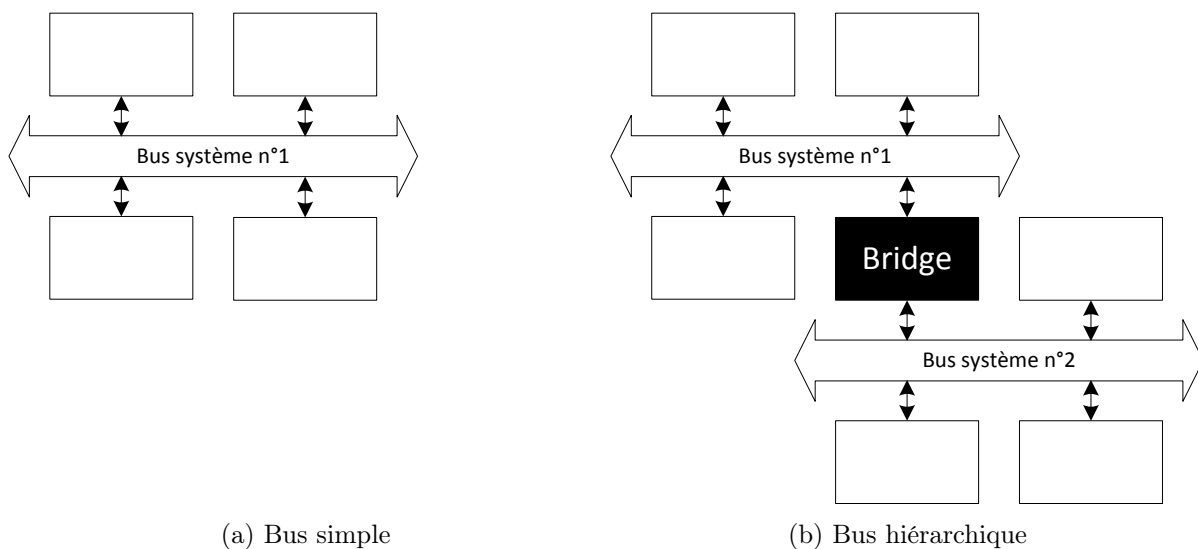 Bus système n°1
Bus système n°1
Bridge
Bus système n°2
(a) Bus simple
(b) Bus hiérarchique